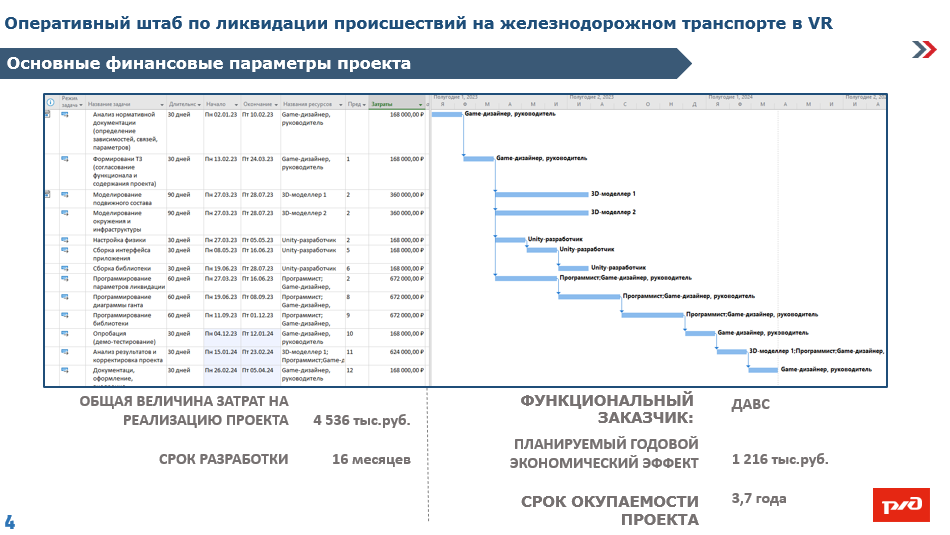 Оперативный штаб по ликвидации происшествий на железнодорожном транспорте в VR
Основные финансовые параметры проекта
Режим задачи Название задачи Длительнс Начало Окончание Названия ресурсов Пред Затраты
Полугодие 1, 2023 Полугодие 2, 2023 Полугодие 1, 2024 Полугодие 2, 202
Я Ф М А М И И А С О Н Д Я Ф М А М И И А
Анализ нормативной документации (определение зависимостей, связей, параметров) 30 дней Пн 02.01.23 Пт 10.02.23 Game-дизайнер, руководитель 168 000,00 ₽
Game-дизайнер, руководитель
Формировани ТЗ (согласование функционала и содержания проекта) 30 дней Пн 13.02.23 Пт 24.03.23 Game-дизайнер, руководитель 1 168 000,00 ₽
Game-дизайнер, руководитель
Моделирование подвижного состава 90 дней Пн 27.03.23 Пт 28.07.23 3D-моделлер 1 2 360 000,00 ₽
3D-моделлер 1
Моделирование окружения и инфраструктуры 90 дней Пн 27.03.23 Пт 28.07.23 3D-моделлер 2 2 360 000,00 ₽
3D-моделлер 2
Настройка физики 30 дней Пн 27.03.23 Пт 05.05.23 Unity-разработчик 2 168 000,00 ₽
Unity-разработчик
Сборка интерфейса приложения 30 дней Пн 08.05.23 Пт 16.06.23 Unity-разработчик 5 168 000,00 ₽
Unity-разработчик
Сборка библиотеки 30 дней Пн 19.06.23 Пт 28.07.23 Unity-разработчик 6 168 000,00 ₽
Unity-разработчик
Программирование параметров ликвидации 60 дней Пн 27.03.23 Пт 16.06.23 Программист; Game-дизайнер, 2 672 000,00 ₽
Программист;Game-дизайнер, руководитель
Программирование диаграммы ганта 60 дней Пн 19.06.23 Пт 08.09.23 Программист; Game-дизайнер, 8 672 000,00 ₽
Программист;Game-дизайнер, руководитель
Программирование библиотеки 60 дней Пн 11.09.23 Пт 01.12.23 Программист; Game-дизайнер, 9 672 000,00 ₽
Программист;Game-дизайнер, руководитель
Опробация (демо-тестирование) 30 дней Пн 04.12.23 Пт 12.01.24 Game-дизайнер, руководитель 10 168 000,00 ₽
Game-дизайнер, руководитель
Анализ результатов и корректировка проекта 30 дней Пн 15.01.24 Пт 23.02.24 3D-моделлер 1; Программист;Game-д 11 624 000,00 ₽
3D-моделлер 1;Программист;Game-дизайнер,
Документаци, оформление, 30 дней Пн 26.02.24 Пт 05.04.24 Game-дизайнер, руководитель 12 168 000,00 ₽
Game-дизайнер, руководитель
ОБЩАЯ ВЕЛИЧИНА ЗАТРАТ НА
РЕАЛИЗАЦИЮ ПРОЕКТА 4 536 тыс.руб.
СРОК РАЗРАБОТКИ 16 месяцев
ФУНКЦИОНАЛЬНЫЙ
ЗАКАЗЧИК: ДАВС
ПЛАНИРУЕМЫЙ ГОДОВОЙ
ЭКОНОМИЧЕСКИЙ ЭФФЕКТ 1 216 тыс.руб.
СРОК ОКУПАЕМОСТИ
ПРОЕКТА 3,7 года
4
РЖД